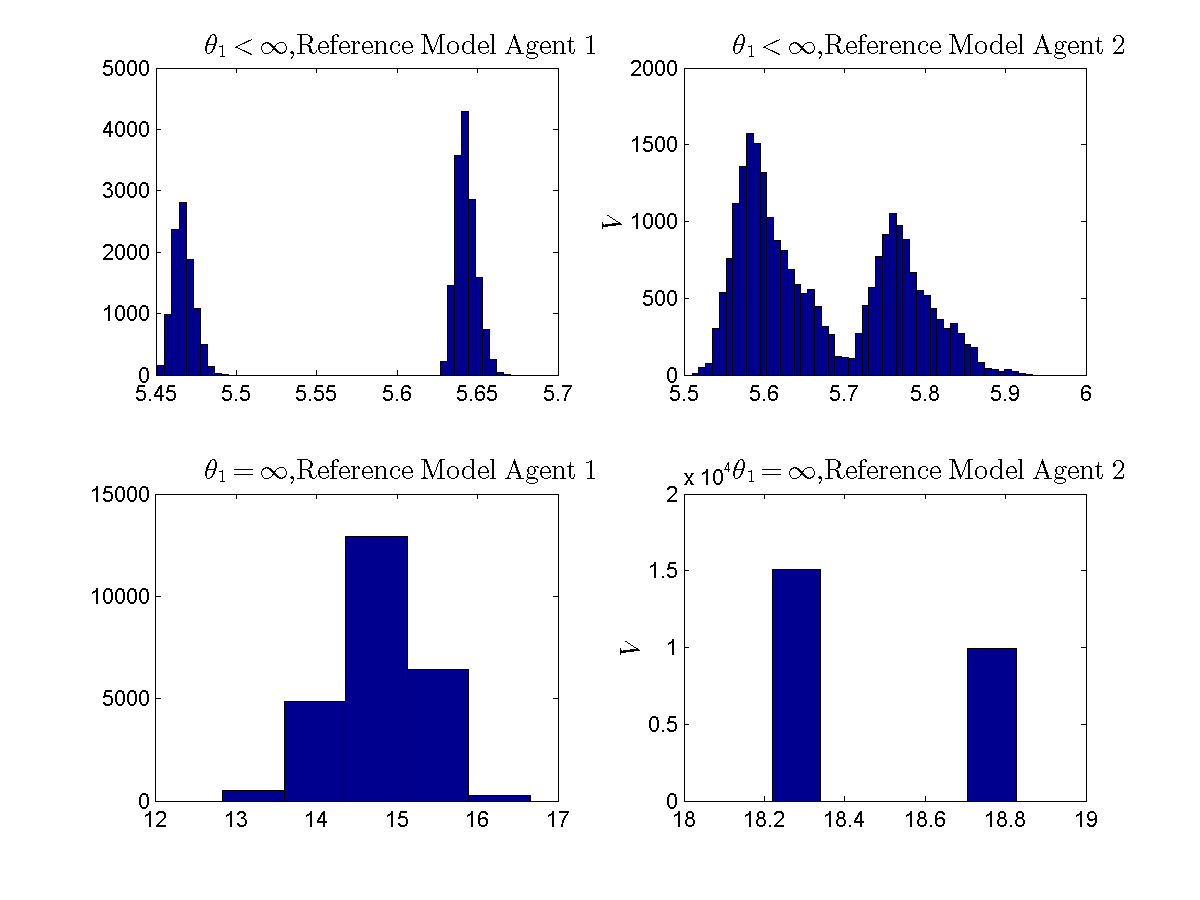 θ₁ < ∞,Reference Model Agent 1
5000
4000
3000
2000
1000
0
5.45 5.5 5.55 5.6 5.65 5.7
θ₁ < ∞,Reference Model Agent 2
2000
1500
1000
500
0
V
5.5 5.6 5.7 5.8 5.9 6
θ₁ = ∞,Reference Model Agent 1
15000
10000
5000
0
12 13 14 15 16 17
x 10⁴ θ₁ = ∞,Reference Model Agent 2
2
1.5
1
0.5
0
V
18 18.2 18.4 18.6 18.8 19